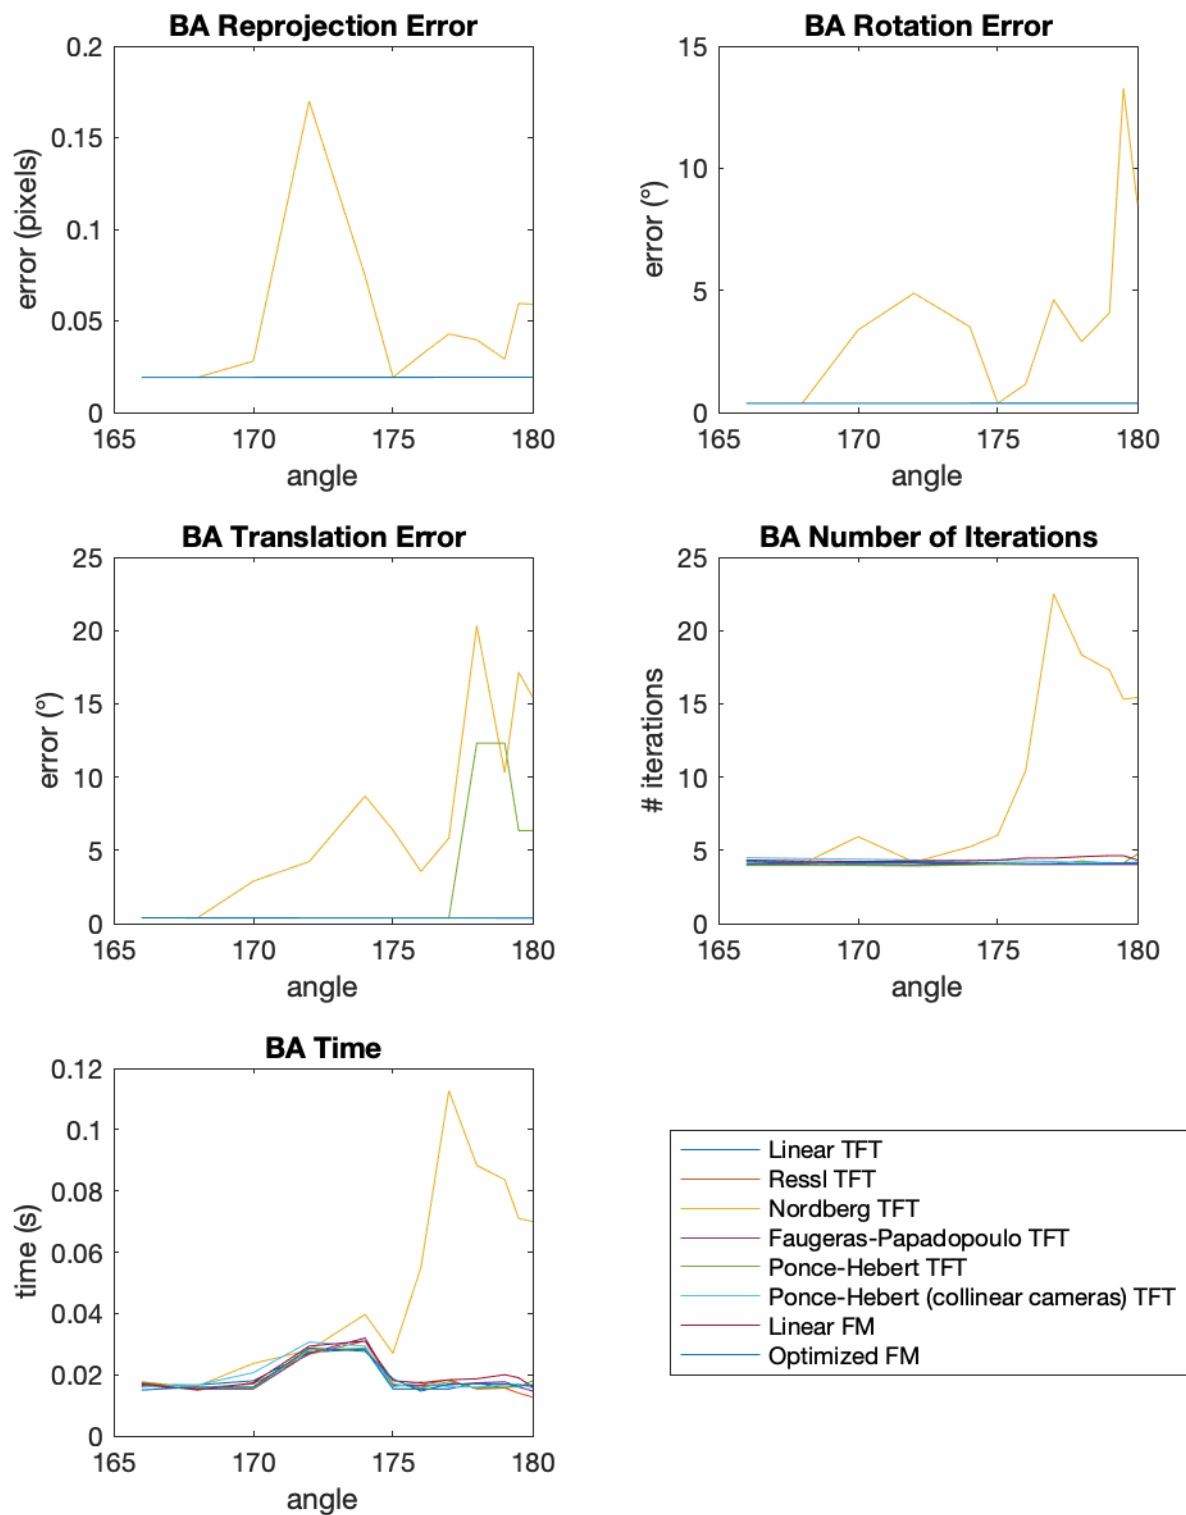 BA Reprojection Error
0.2
0.15
0.1
0.05
0
error (pixels)
165 170 175 180
angle
BA Rotation Error
15
10
5
0
error (°)
165 170 175 180
angle
BA Translation Error
25
20
15
10
5
0
error (°)
165 170 175 180
angle
BA Number of Iterations
25
20
15
10
5
0
# iterations
165 170 175 180
angle
BA Time
0.12
0.1
0.08
0.06
0.04
0.02
0
time (s)
165 170 175 180
angle
Linear TFT
Ressl TFT
Nordberg TFT
Faugeras-Papadopoulo TFT
Ponce-Hebert TFT
Ponce-Hebert (collinear cameras) TFT
Linear FM
Optimized FM